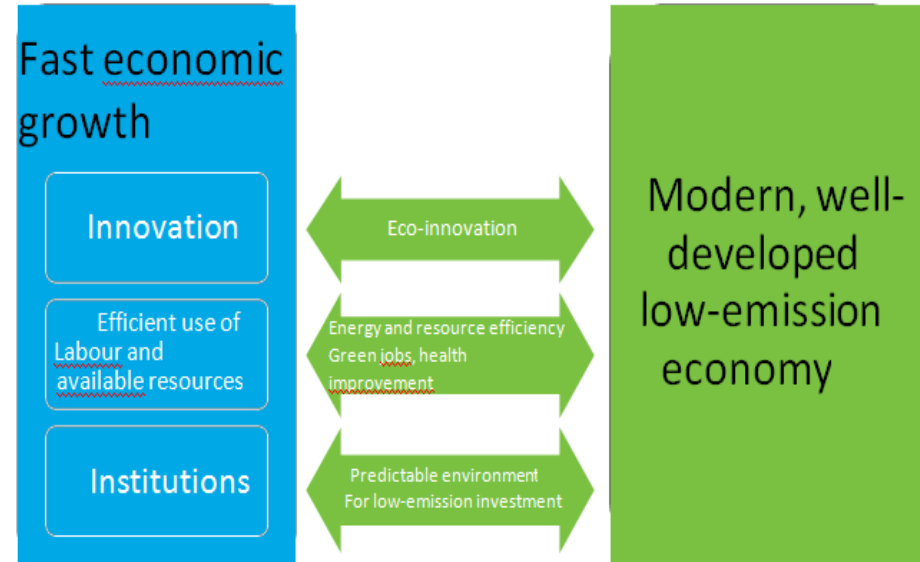 Fast economic
growth
Innovation
Eco-innovation
Efficient use of
Labour and
available resources
Energy and resource efficiency
Green jobs, health
improvement
Institutions
Predictable environment
For low-emission investment
Modern, well-
developed
low-emission
economy